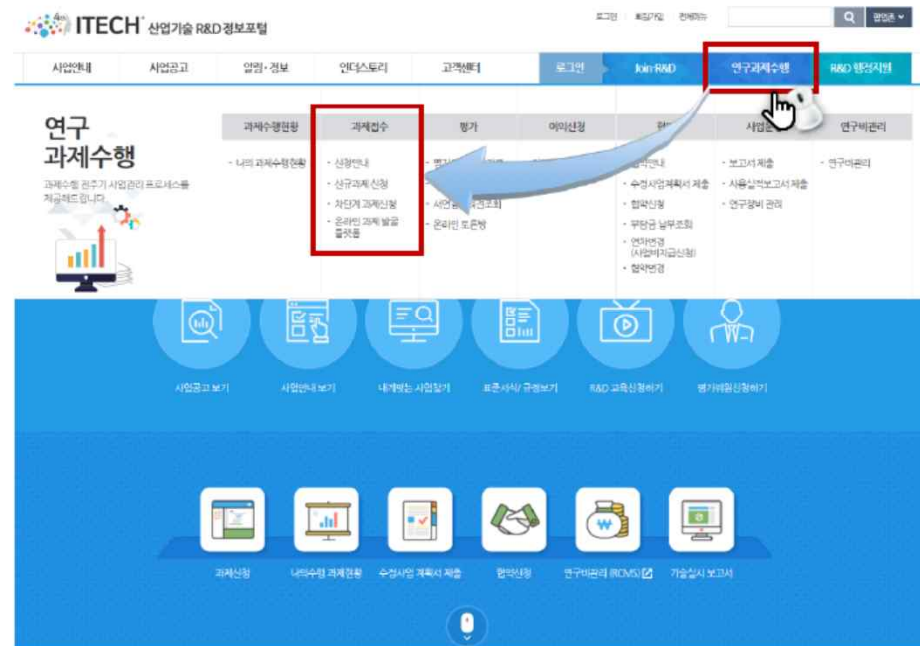 ITECH 산업기술 R&D 정보포털
로그인 회원가입 전체메뉴
사업안내 사업공고 알림·정보 인더스토리 고객센터 로그인 Join R&D 연구과제수행 R&D 행정지원
연구
과제수행
과제수행 전주기 사업관리 프로세스를
제공해드립니다.
과제수행현황 과제접수 평가 이의신청 연구비관리
- 나의 과제수행현황
- 신청안내
- 신규과제 신청
- 차단계 과제신청
- 온라인 과제 발굴
플랫폼
- 온라인 토론방
- 수정사업계획서 제출
- 협약신청
- 부담금 납부조회
- 연차변경
(사업비지급신청)
- 협약변경
- 보고서 제출
- 사용실적보고서 제출
- 연구장비 관리
- 연구비관리
사업공고 보기 사업안내 보기 내게맞는 사업찾기 표준서식/ 규정보기 R&D 교육신청하기 평가위원신청하기
과제신청 나의수행 과제현황 수정사업 계획서 제출 협약신청 연구비관리 (RCMS) 기술실시 보고서